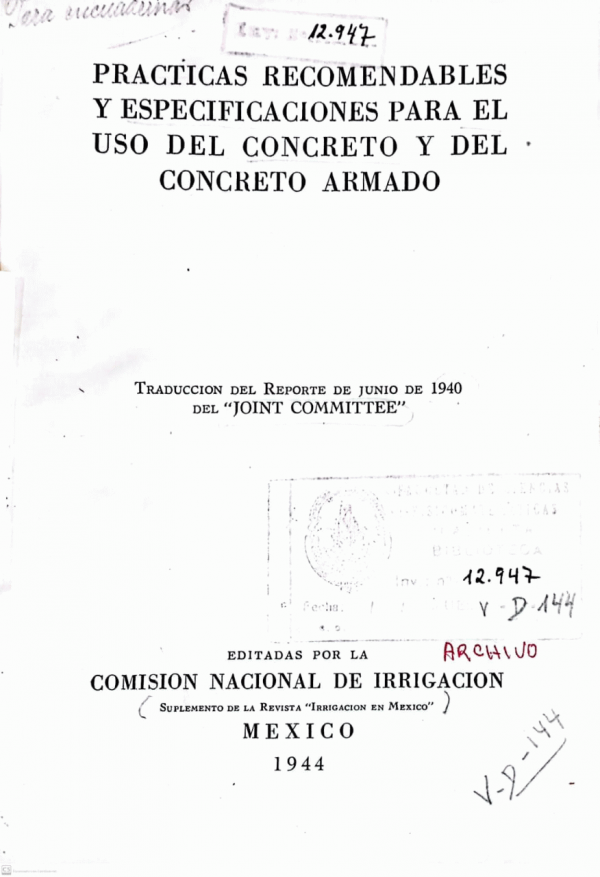 Para encuadernar
12.947
PRACTICAS RECOMENDABLES
Y ESPECIFICACIONES PARA EL
USO DEL CONCRETO Y DEL
CONCRETO ARMADO
TRADUCCION DEL REPORTE DE JUNIO DE 1940
DEL "JOINT COMMITTEE"
BIBLIOTECA
12.947
Fecha:
V-D-144
EDITADAS POR LA
ARCHIVO
COMISION NACIONAL DE IRRIGACION
(SUPLEMENTO DE LA REVISTA "IRRIGACION EN MEXICO")
MEXICO
1944
V-D-144